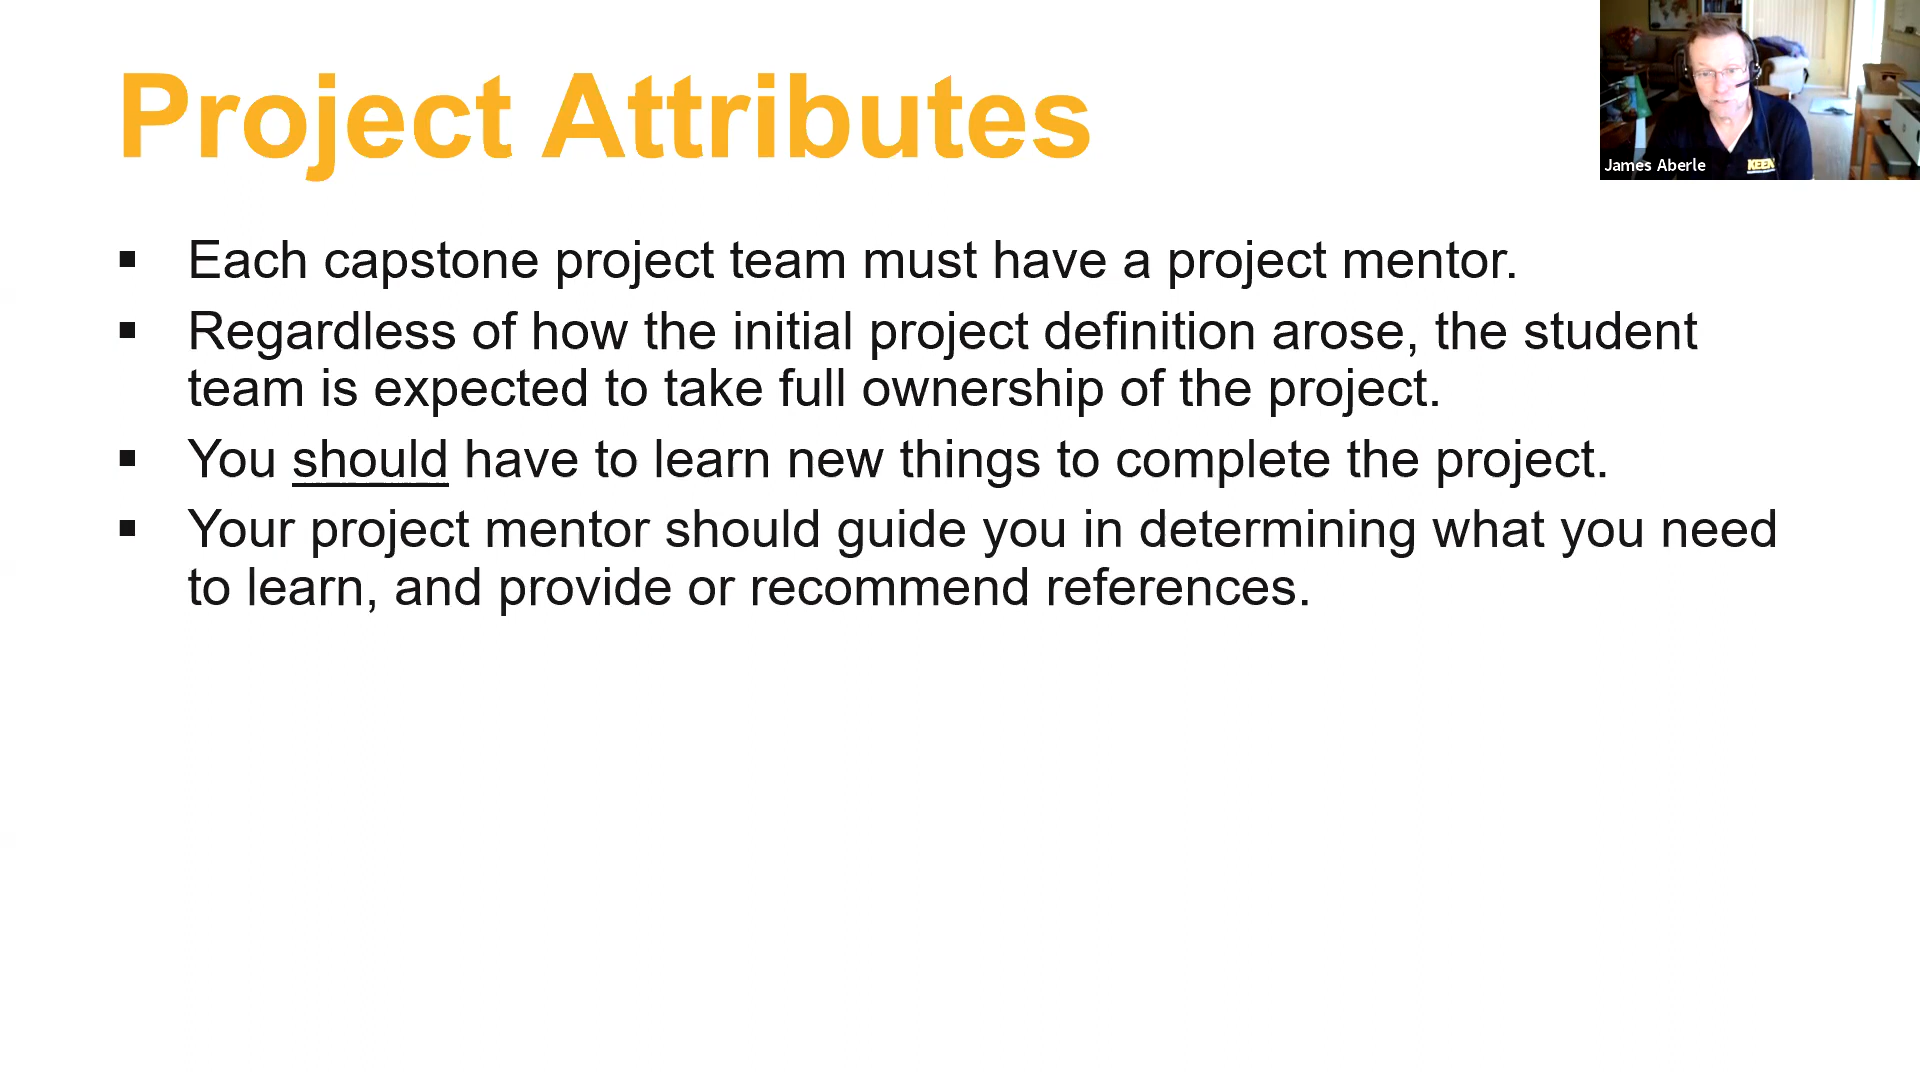 Project Attributes
▪ Each capstone project team must have a project mentor.
▪ Regardless of how the initial project definition arose, the student
team is expected to take full ownership of the project.
▪ You should have to learn new things to complete the project.
▪ Your project mentor should guide you in determining what you need
to learn, and provide or recommend references.
James Aberle
KEEN